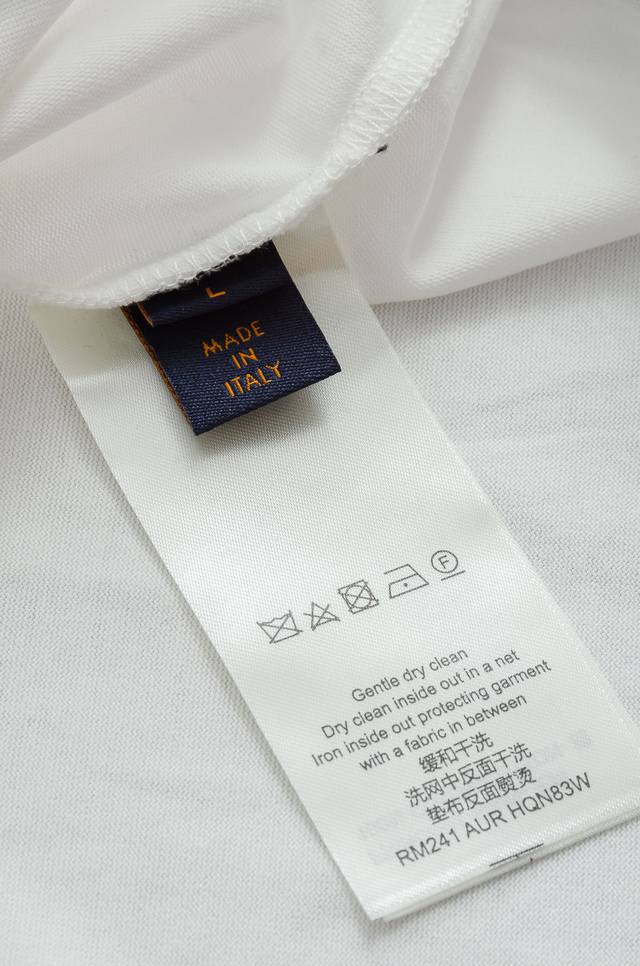 L
MADE
IN
ITALY
F
Gentle dry clean
Dry clean inside out in a net
Iron inside out protecting garment
with a fabric in between
缓和干洗
洗网中反面干洗
垫布反面熨烫
RM241 AUR HQN83W